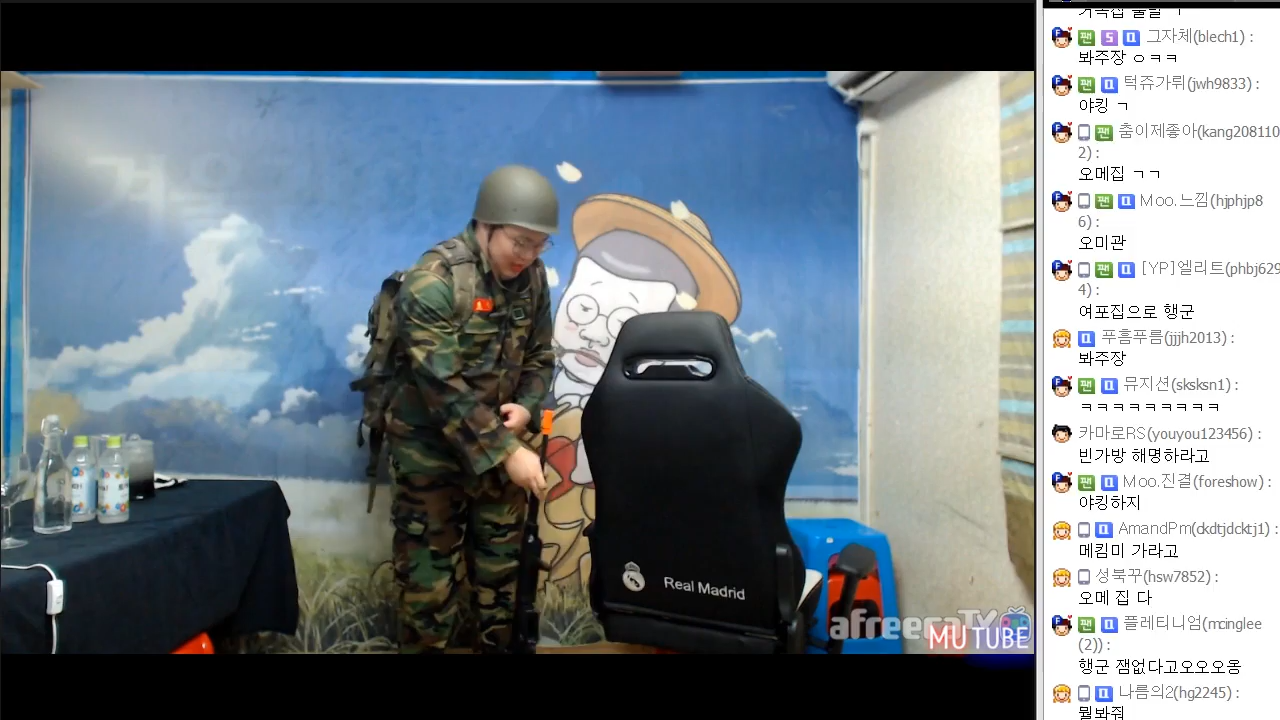 Real Madrid
afreecaTV
MUTUBE
그자체(blech1) :
봐주장 ㅇㅋㅋ
턱쥬가뤼(jwh9833) :
야킹 ㄱ
춤이제좋아(kang208110
2) :
오메집 ㄱㄱ
Moo.느낌(hjphjp8
6) :
오미관
[YP]엘리트(phbj629
4) :
여포집으로 행군
푸흠푸름(jjjh2013) :
봐주장
뮤지션(sksksn1) :
ㅋㅋㅋㅋㅋㅋㅋㅋㅋ
카마로RS(youyou123456) :
빈가방 해명하라고
Moo.진결(foreshow) :
야킹하지
AmandPm(dkdtjdcktj1) :
메킴미 가라고
성북꾸(hsw7852) :
오메 집 다
플레티니엄(mcinglee
(2)) :
행군 잼없다고오오오옹
나름의2(hg2245) :
뭘봐줘